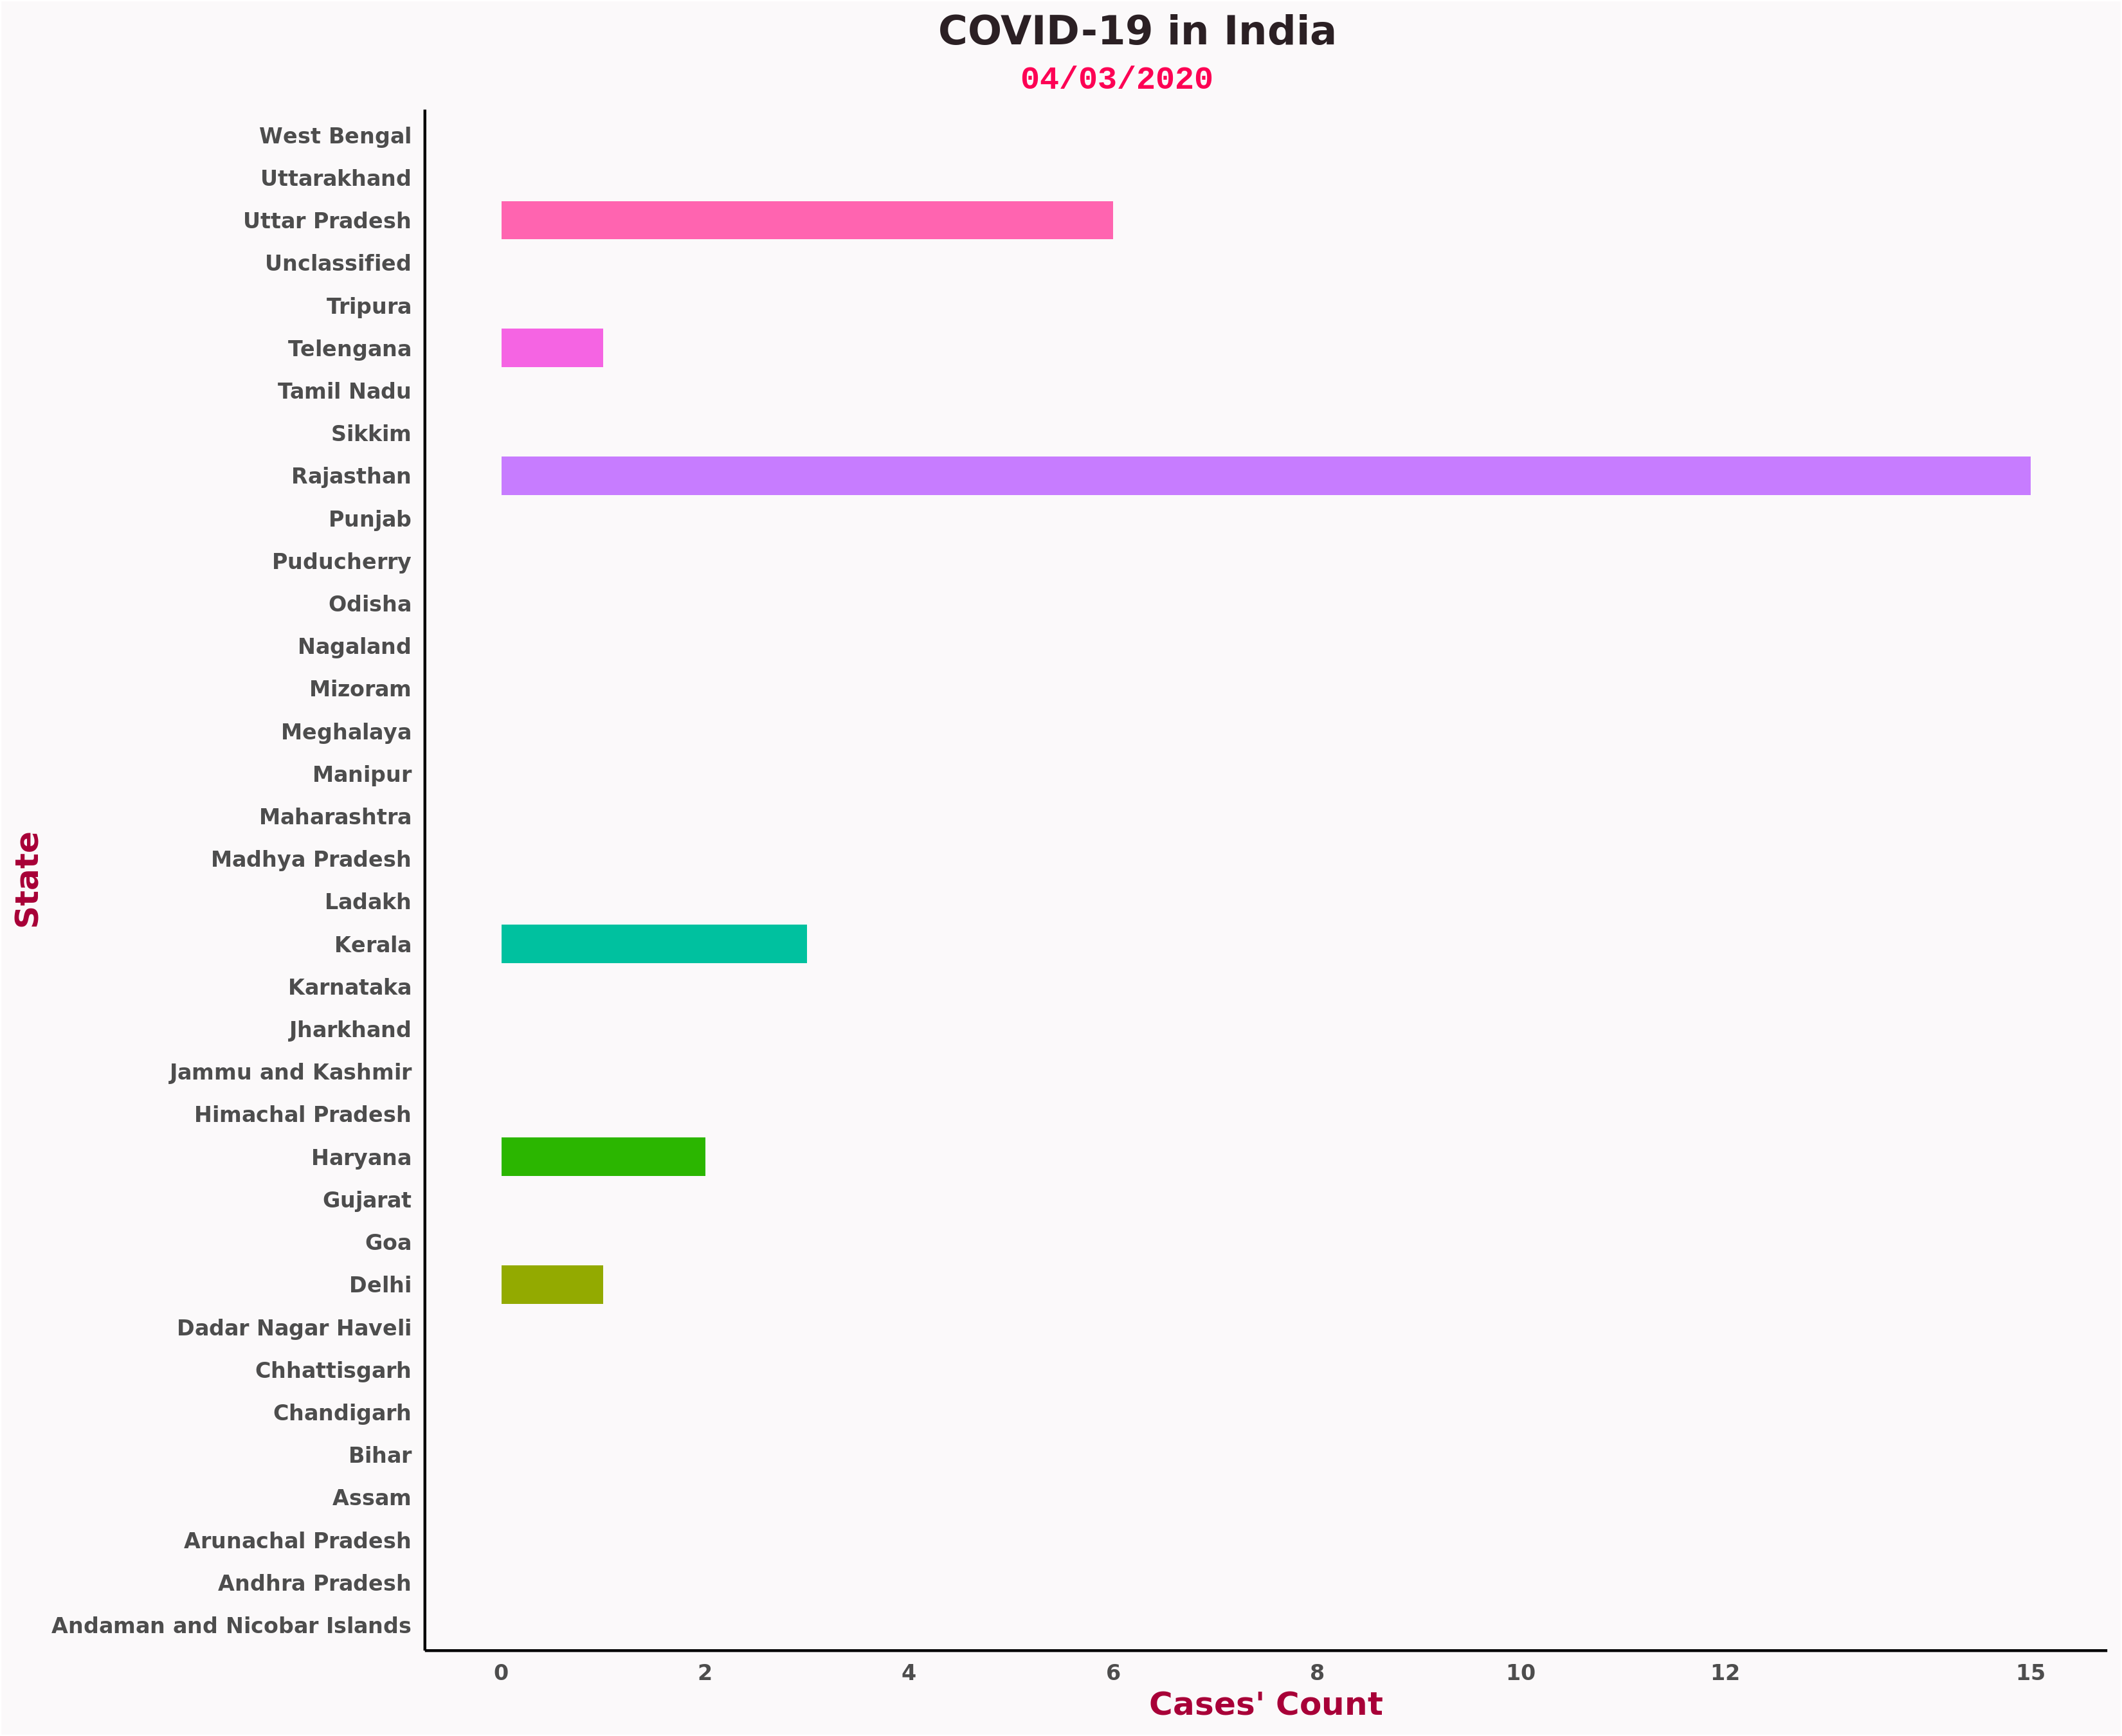 COVID-19 in India
04/03/2020
West Bengal
Uttarakhand
Uttar Pradesh
Unclassified
Tripura
Telengana
Tamil Nadu
Sikkim
Rajasthan
Punjab
Puducherry
Odisha
Nagaland
Mizoram
Meghalaya
Manipur
Maharashtra
Madhya Pradesh
Ladakh
Kerala
Karnataka
Jharkhand
Jammu and Kashmir
Himachal Pradesh
Haryana
Gujarat
Goa
Delhi
Dadar Nagar Haveli
Chhattisgarh
Chandigarh
Bihar
Assam
Arunachal Pradesh
Andhra Pradesh
Andaman and Nicobar Islands
State
0 2 4 6 8 10 12 15
Cases' Count